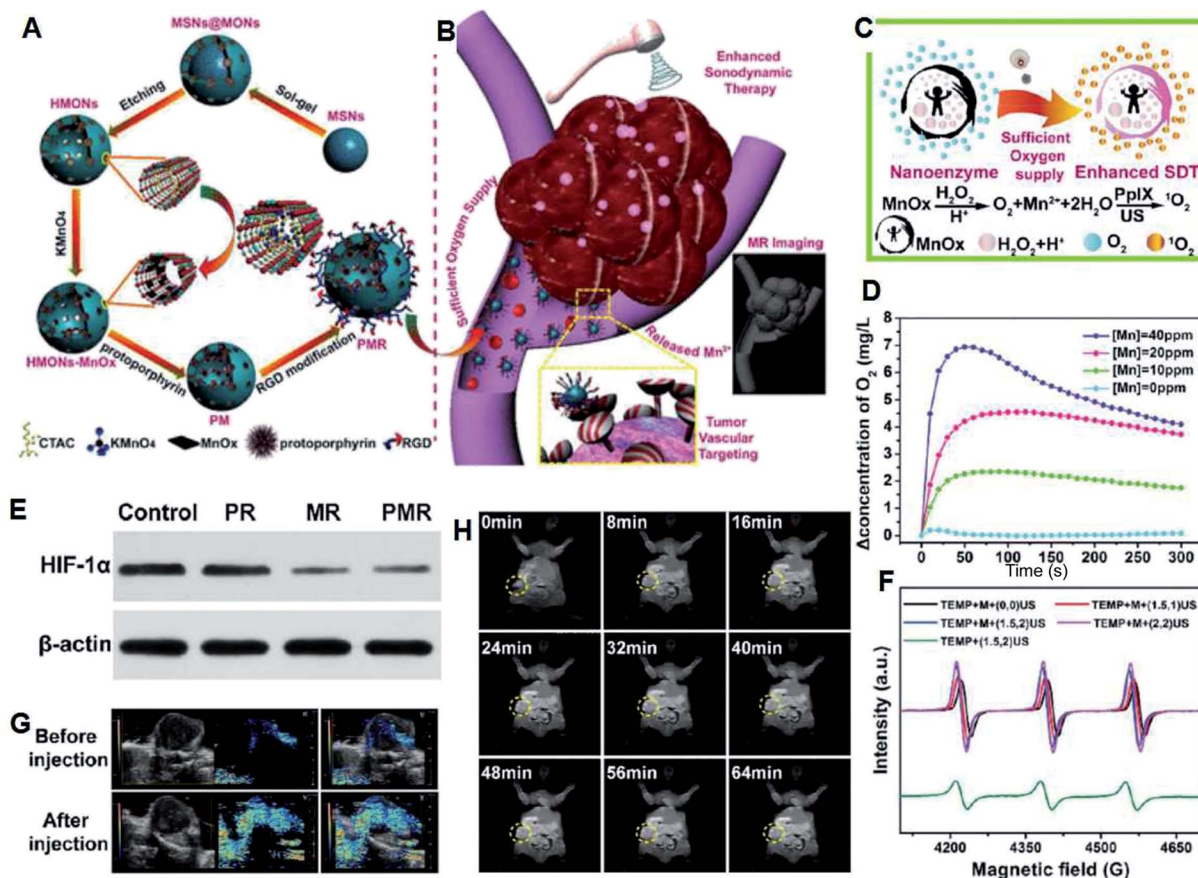 A
MSNs@MONs
Etching
Sol-gel
HMONs
MSNs
KMnO4
HMONs-MnOx
protoporphyrin
RGD modification
PMR
PM
CTAC
KMnO4
MnOx
protoporphyrin
RGD
B
Enhanced
Sonodynamic
Therapy
Sufficient Oxygen Supply
MR Imaging
Released Mn2+
Tumor
Vascular
Targeting
C
Sufficient
Oxygen
supply
Nanoenzyme
Enhanced SDT
MnOx H2O2 H+ O2+Mn2++2H2O PpIX US 1O2
MnOx H2O2+H+ O2 1O2
D
Δconcentration of O2 (mg/L)
8
7
6
5
4
3
2
1
0
[Mn]=40ppm
[Mn]=20ppm
[Mn]=10ppm
[Mn]=0ppm
0 50 100 150 200 250 300
Time (s)
E
Control PR MR PMR
HIF-1α
β-actin
F
TEMP+M+(0,0)US TEMP+M+(1.5,1)US
TEMP+M+(1.5,2)US TEMP+M+(2,2)US
TEMP+(1.5,2)US
Intensity (a.u.)
4200 4350 4500 4650
Magnetic field (G)
G
Before
injection
After
injection
H
0min 8min 16min
24min 32min 40min
48min 56min 64min